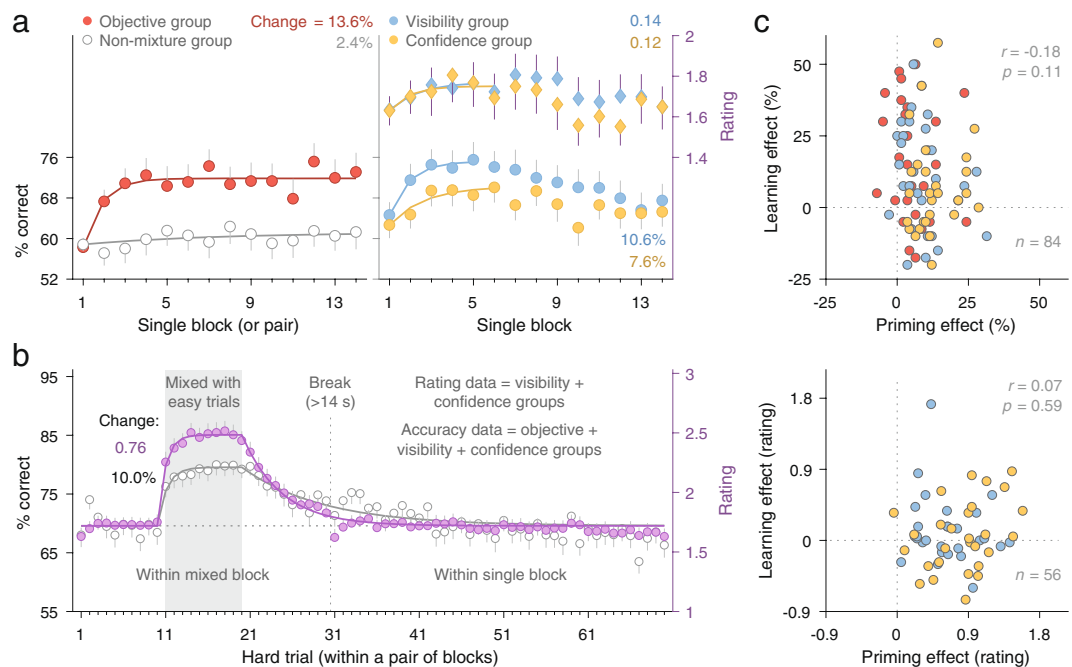 a
Objective group
Change = 13.6%
Non-mixture group
2.4%
Visibility group
0.14
Confidence group
0.12
2
1.8
1.6
1.4
Rating
76
68
60
52
% correct
10.6%
7.6%
1 5 9 13
Single block (or pair)
1 5 9 13
Single block
b
95
85
75
65
55
% correct
Mixed with
easy trials
Break
(>14 s)
Rating data = visibility +
confidence groups
Accuracy data = objective +
visibility + confidence groups
Change:
0.76
10.0%
Within mixed block
Within single block
3
2.5
2
1.5
1
Rating
1 11 21 31 41 51 61
Hard trial (within a pair of blocks)
c
50
25
0
-25
Learning effect (%)
r = -0.18
p = 0.11
n = 84
-25 0 25 50
Priming effect (%)
1.8
0.9
0
-0.9
Learning effect (rating)
r = 0.07
p = 0.59
n = 56
-0.9 0 0.9 1.8
Priming effect (rating)